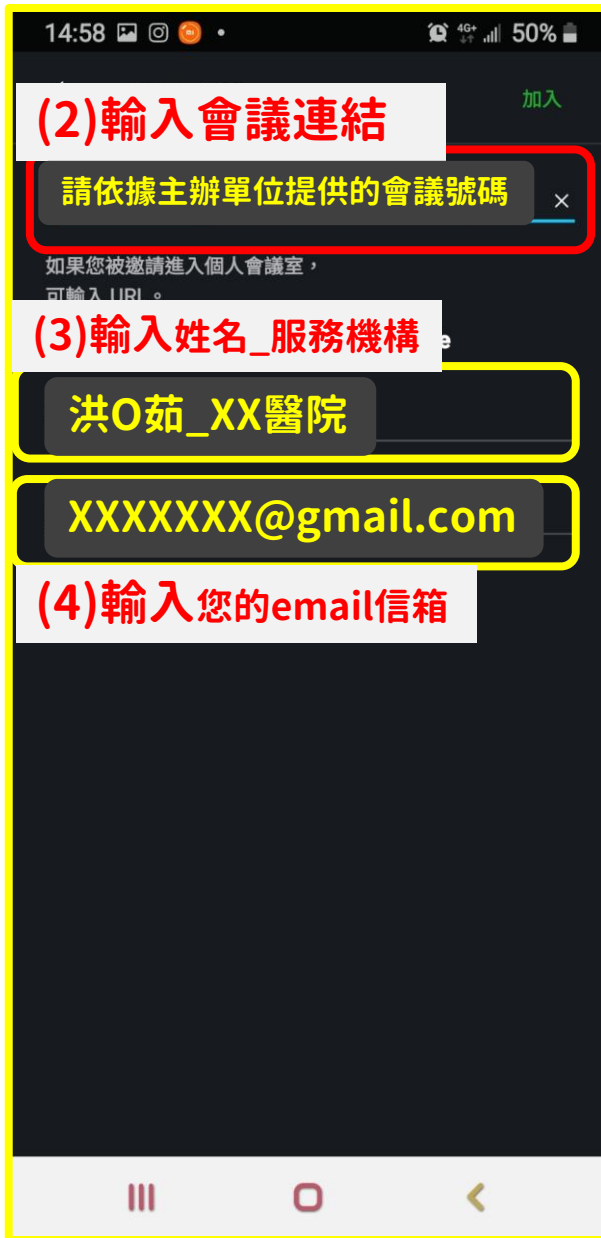 14:58
4G+ 50%
加入
(2)輸入會議連結
請依據主辦單位提供的會議號碼
如果您被邀請進入個人會議室，
可輸入 URL。
(3)輸入姓名_服務機構
e
洪O茹_XX醫院
XXXXXXX@gmail.com
(4)輸入您的email信箱